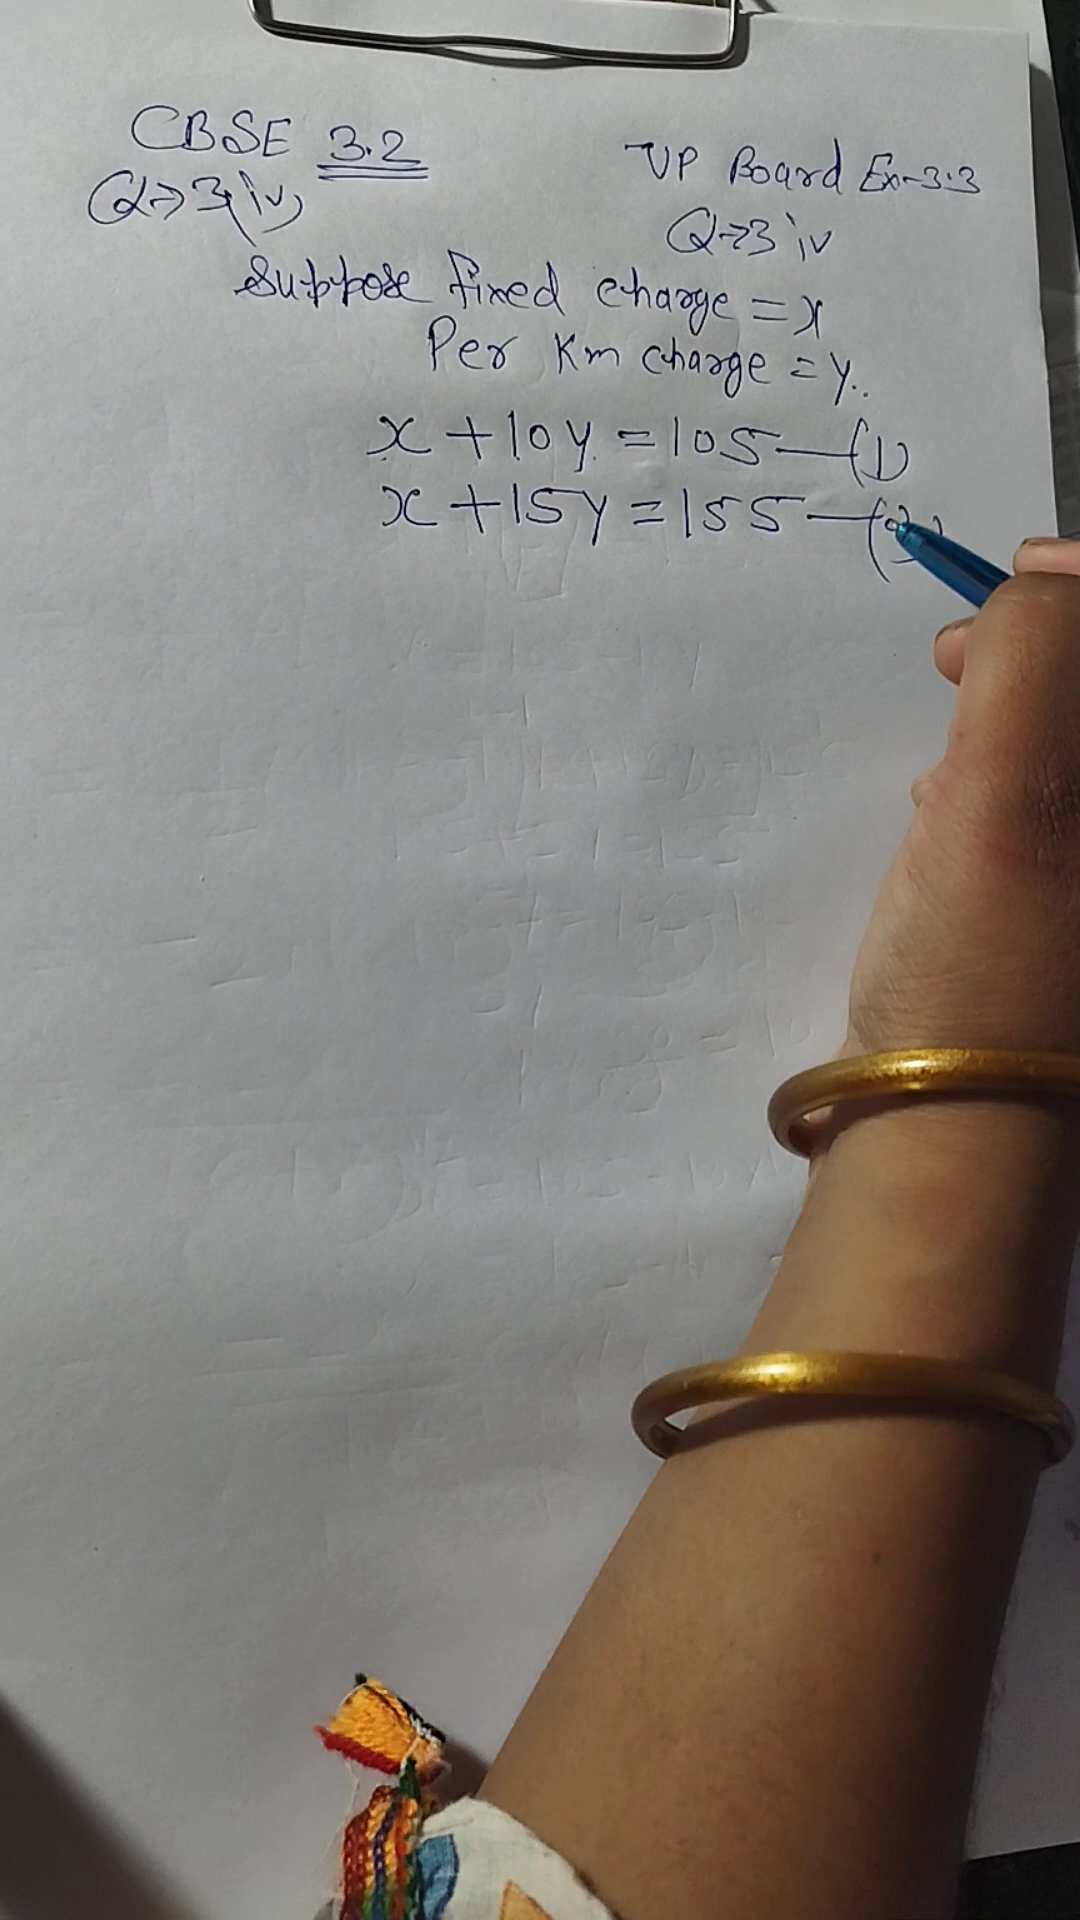 CBSE 3.2
Q→3(iv)
UP Board Ex-3.3
Q→3 iv
Suppose fixed charge = x
Per Km charge = y.
x + 10y = 105 —(1)
x + 15y = 155 —(2)